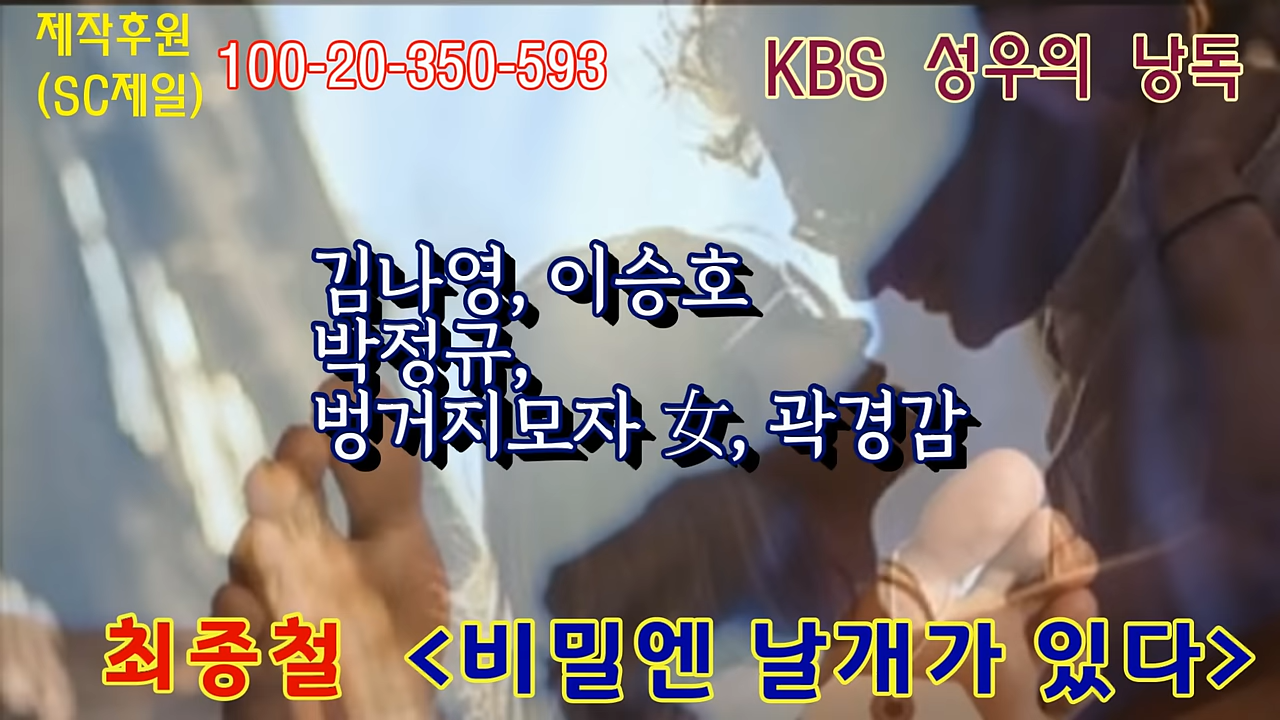 제작후원
(SC제일)
100-20-350-593
KBS 성우의 낭독
김나영, 이승호
박정규,
벙거지모자 女, 곽경감
최종철 <비밀엔 날개가 있다>